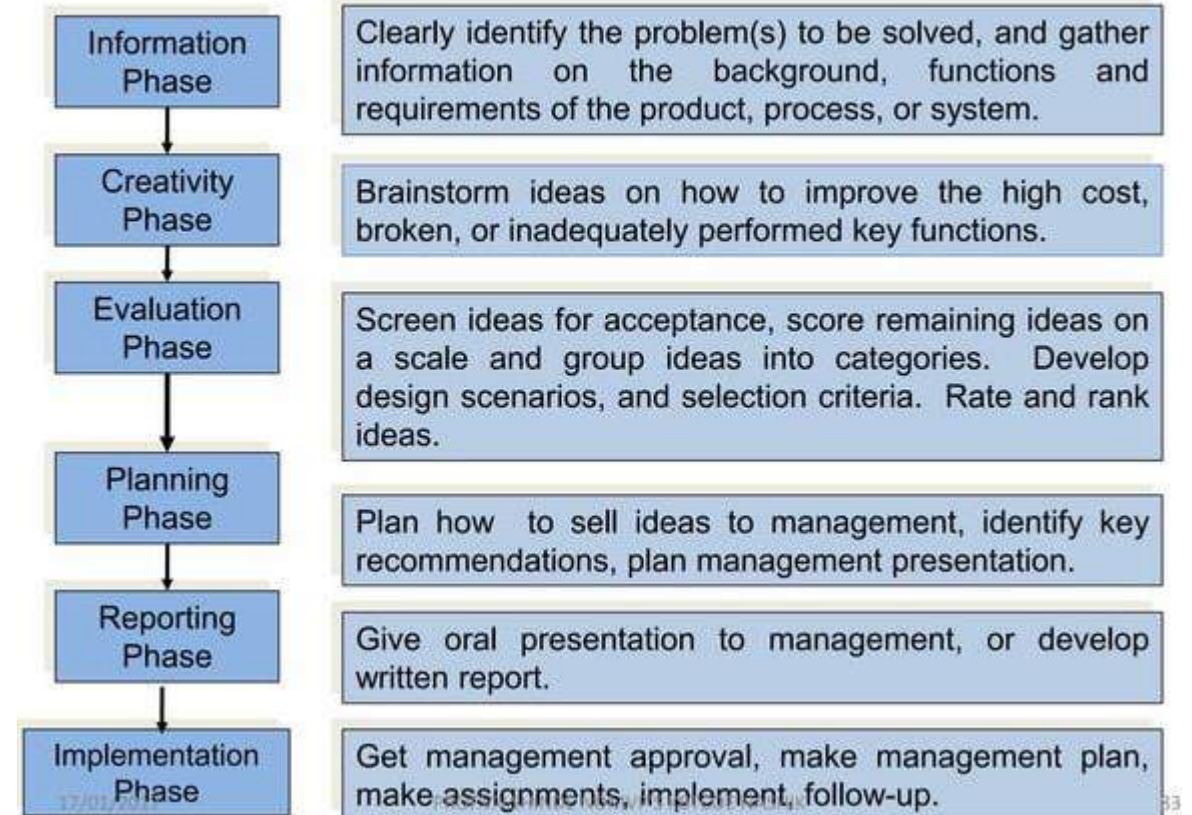 Information
Phase
Clearly identify the problem(s) to be solved, and gather
information on the background, functions and
requirements of the product, process, or system.
Creativity
Phase
Brainstorm ideas on how to improve the high cost,
broken, or inadequately performed key functions.
Evaluation
Phase
Screen ideas for acceptance, score remaining ideas on
a scale and group ideas into categories. Develop
design scenarios, and selection criteria. Rate and rank
ideas.
Planning
Phase
Plan how to sell ideas to management, identify key
recommendations, plan management presentation.
Reporting
Phase
Give oral presentation to management, or develop
written report.
Implementation
Phase
Get management approval, make management plan,
make assignments, implement, follow-up.
33